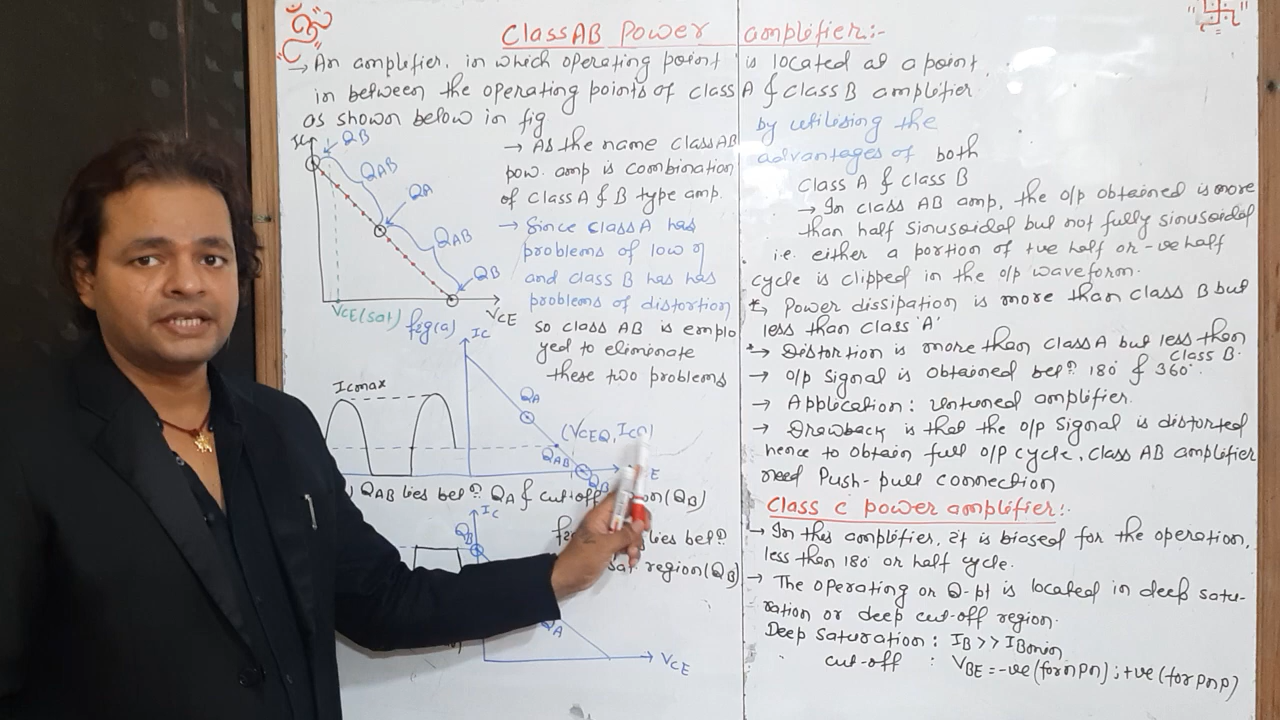 ॐ
Class AB Power amplifier:-
→ An amplifier, in which operating point is located at a point
in between the operating points of class A & class B amplifier
as shown below in fig
IC
QB
QAB
QA
QAB
QB
VCE(sat)
VCE
fig(a)
→ As the name class AB
pow. amp is combination
of class A & B type amp.
→ Since class A has
problems of low η
and class B has has
problems of distortion
so class AB is emplo
yed to eliminate
these two problems
Icmax
IC
QA
(VCEQ, ICQ)
QAB
QB
E
) QAB lies betn QA & cut-off on (QB)
IC
QB
lies betn
sat. region (QB)
QA
VCE
by utilising the
advantages of both
class A & class B
→ In class AB amp, the o/p obtained is more
than half sinusoidal but not fully sinusoidal
i.e. either a portion of +ve half or -ve half
cycle is clipped in the o/p waveform.
*→ Power dissipation is more than class B but
less than class 'A'
*→ Distortion is more than class A but less than
class B.
→ o/p signal is obtained betn 180° & 360°.
→ Application: Untuned amplifier.
→ Drawback is that the o/p signal is distorted
hence to obtain full o/p cycle, class AB amplifier
need Push-pull connection
Class C power amplifier:-
→ In this amplifier, it is biased for the operation,
less then 180° or half cycle.
→ The operating or Q-pt is located in deep satu-
ration or deep cut-off region.
Deep Saturation: IB >> IBmin
cut-off : VBE = -ve (for npn) ; +ve (for pnp)